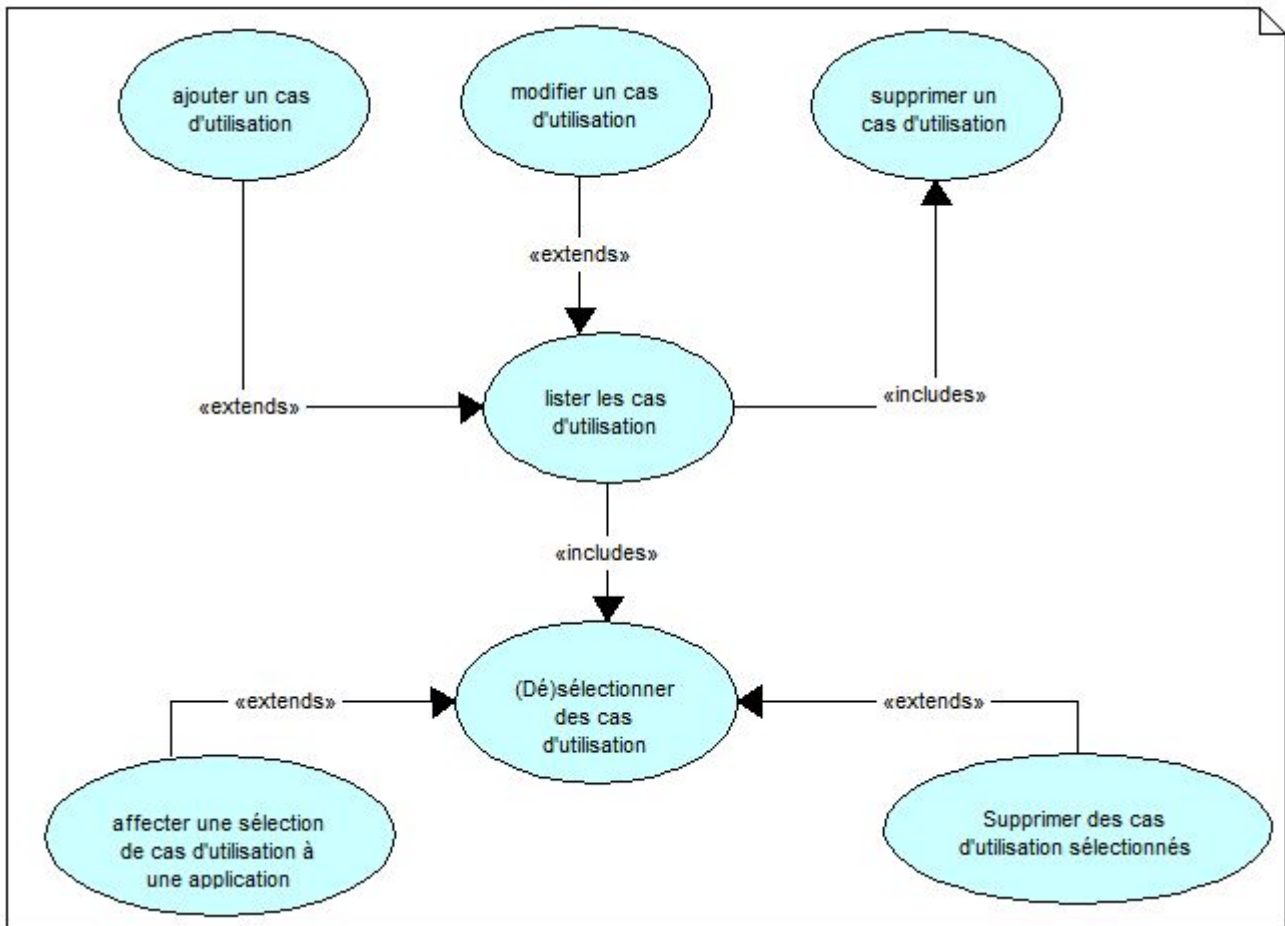 ajouter un cas
d'utilisation
modifier un cas
d'utilisation
supprimer un
cas d'utilisation
«extends»
«extends»
lister les cas
d'utilisation
«includes»
«includes»
(Dé)sélectionner
des cas
d'utilisation
«extends»
«extends»
affecter une sélection
de cas d'utilisation à
une application
Supprimer des cas
d'utilisation sélectionnés